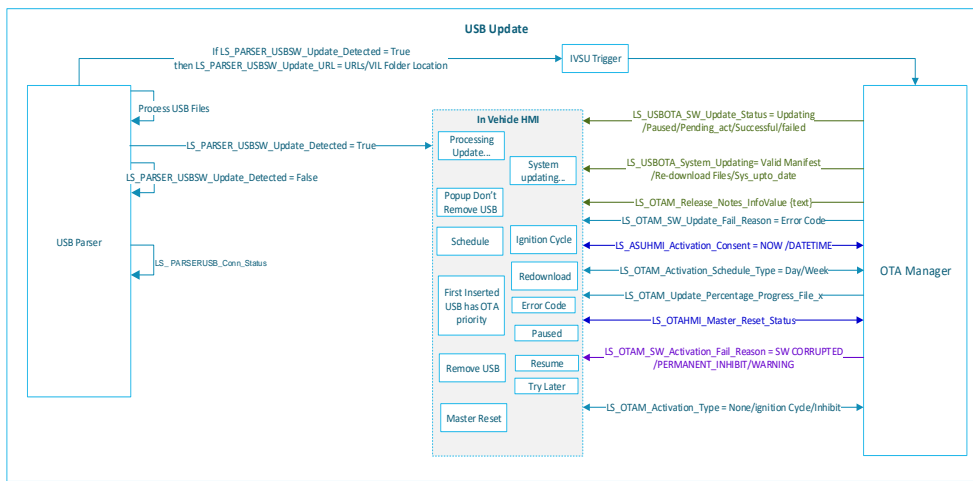 USB Update
If LS_PARSER_USBSW_Update_Detected = True
then LS_PARSER_USBSW_Update_URL = URLs/VIL Folder Location
IVSU Trigger
USB Parser
Process USB Files
LS_PARSER_USBSW_Update_Detected = True
LS_PARSER_USBSW_Update_Detected = False
LS_ PARSERUSB_Conn_Status
In Vehicle HMI
Processing
Update...
System
updating...
Popup Don't
Remove USB
Schedule
Ignition Cycle
Redownload
First Inserted
USB has OTA
priority
Error Code
Paused
Remove USB
Resume
Try Later
Master Reset
LS_USBOTA_SW_Update_Status = Updating
/Paused/Pending_act/Successful/failed
LS_USBOTA_System_Updating= Valid Manifest
/Re-download Files/Sys_upto_date
LS_OTAM_Release_Notes_InfoValue {text}
LS_OTAM_SW_Update_Fail_Reason = Error Code
LS_ASUHMI_Activation_Consent = NOW /DATETIME
LS_OTAM_Activation_Schedule_Type = Day/Week
LS_OTAM_Update_Percentage_Progress_File_x
LS_OTAHMI_Master_Reset_Status
LS_OTAM_SW_Activation_Fail_Reason = SW CORRUPTED
/PERMANENT_INHIBIT/WARNING
LS_OTAM_Activation_Type = None/ignition Cycle/Inhibit
OTA Manager